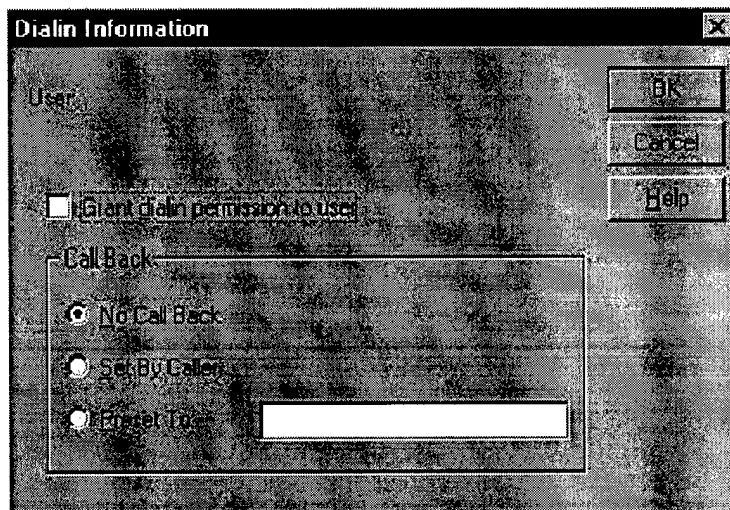 Dialin Information
User:
OK
Cancel
Help
Grant dialin permission to user
Call Back
No Call Back
Set By Caller
Preset To: